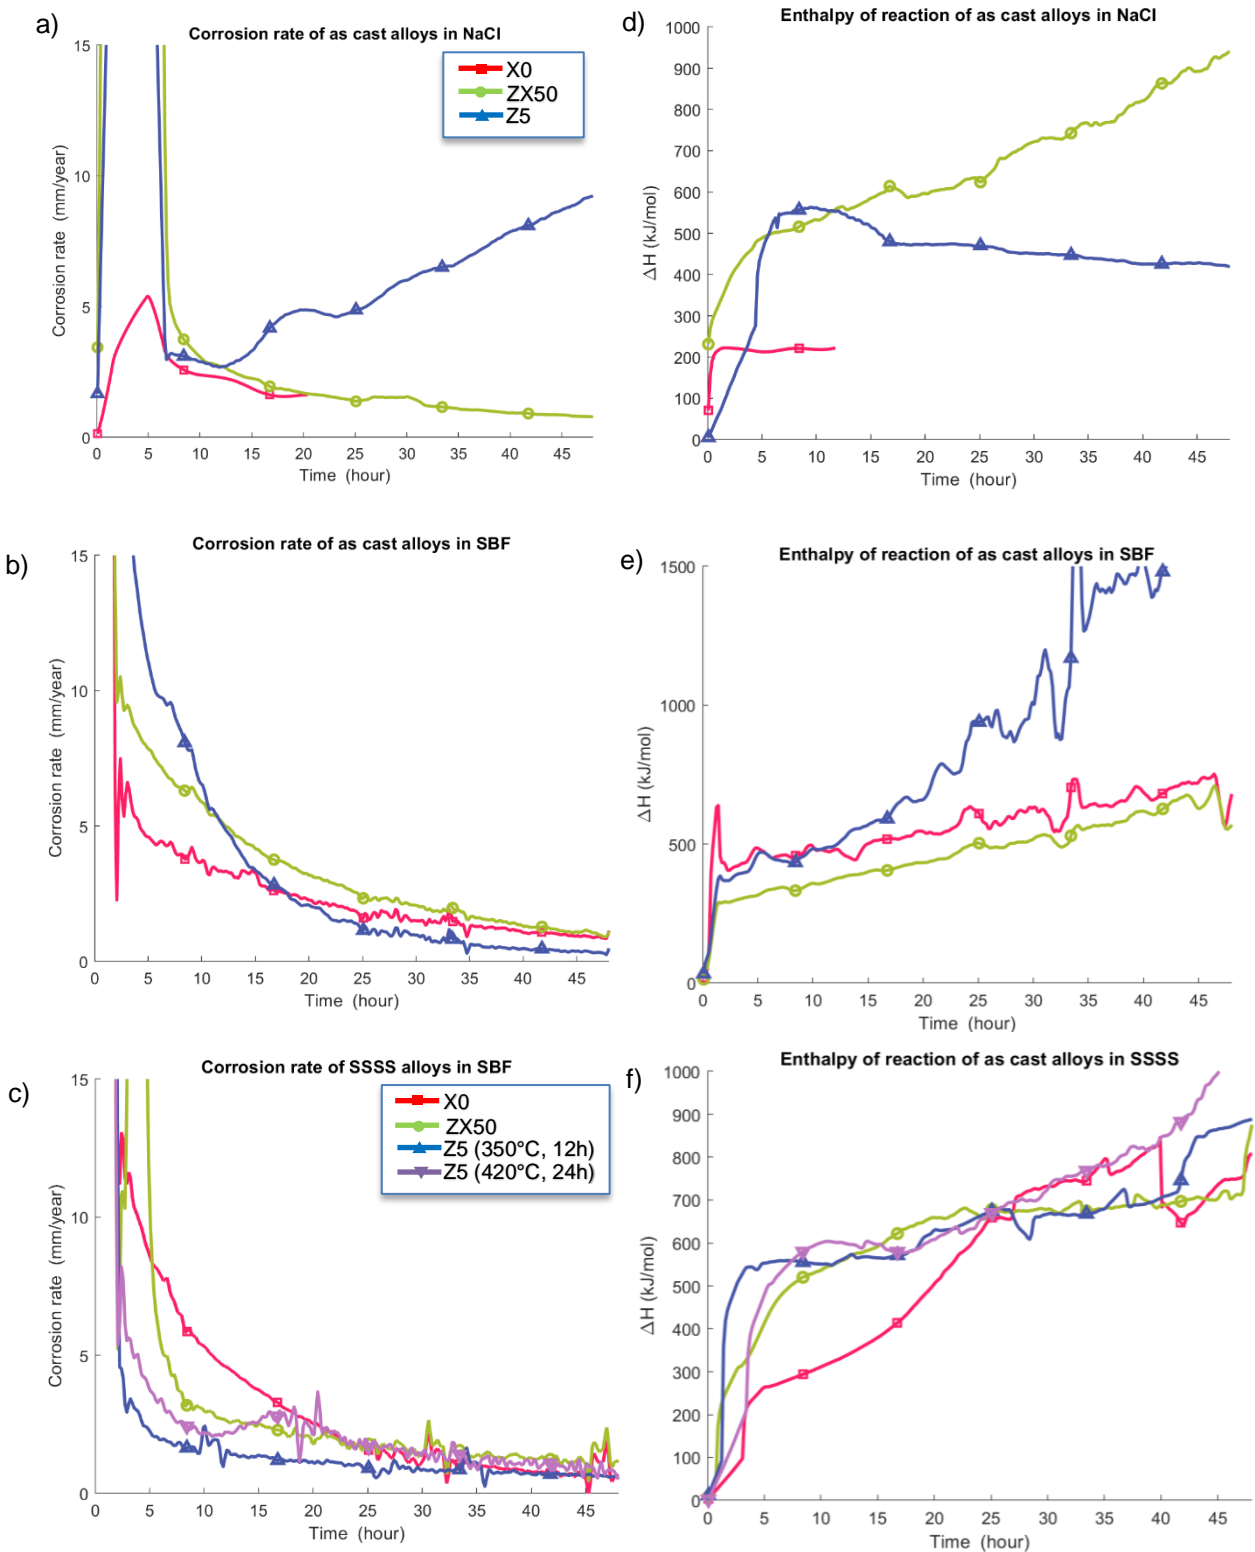 a)
Corrosion rate of as cast alloys in NaCl
15
10
5
0
Corrosion rate (mm/year)
X0
ZX50
Z5
0 5 10 15 20 25 30 35 40 45
Time (hour)
d)
Enthalpy of reaction of as cast alloys in NaCl
1000
900
800
700
600
500
400
300
200
100
0
ΔH (kJ/mol)
0 5 10 15 20 25 30 35 40 45
Time (hour)
b)
Corrosion rate of as cast alloys in SBF
15
10
5
0
Corrosion rate (mm/year)
0 5 10 15 20 25 30 35 40 45
Time (hour)
e)
Enthalpy of reaction of as cast alloys in SBF
1500
1000
500
0
ΔH (kJ/mol)
0 5 10 15 20 25 30 35 40 45
Time (hour)
c)
Corrosion rate of SSSS alloys in SBF
15
10
5
0
Corrosion rate (mm/year)
X0
ZX50
Z5 (350°C, 12h)
Z5 (420°C, 24h)
0 5 10 15 20 25 30 35 40 45
Time (hour)
f)
Enthalpy of reaction of as cast alloys in SSSS
1000
900
800
700
600
500
400
300
200
100
0
ΔH (kJ/mol)
0 5 10 15 20 25 30 35 40 45
Time (hour)